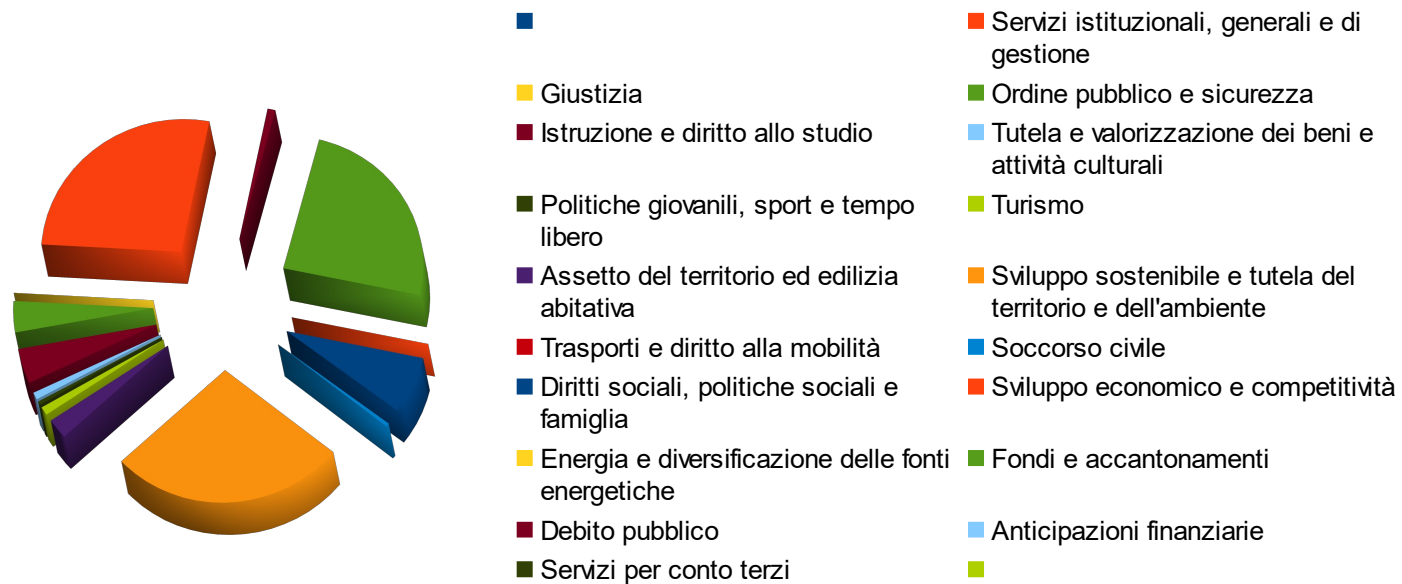 Servizi istituzionali, generali e di
gestione
Giustizia
Ordine pubblico e sicurezza
Istruzione e diritto allo studio
Tutela e valorizzazione dei beni e
attività culturali
Politiche giovanili, sport e tempo
libero
Turismo
Assetto del territorio ed edilizia
abitativa
Sviluppo sostenibile e tutela del
territorio e dell'ambiente
Trasporti e diritto alla mobilità
Soccorso civile
Diritti sociali, politiche sociali e
famiglia
Sviluppo economico e competitività
Energia e diversificazione delle fonti
energetiche
Fondi e accantonamenti
Debito pubblico
Anticipazioni finanziarie
Servizi per conto terzi